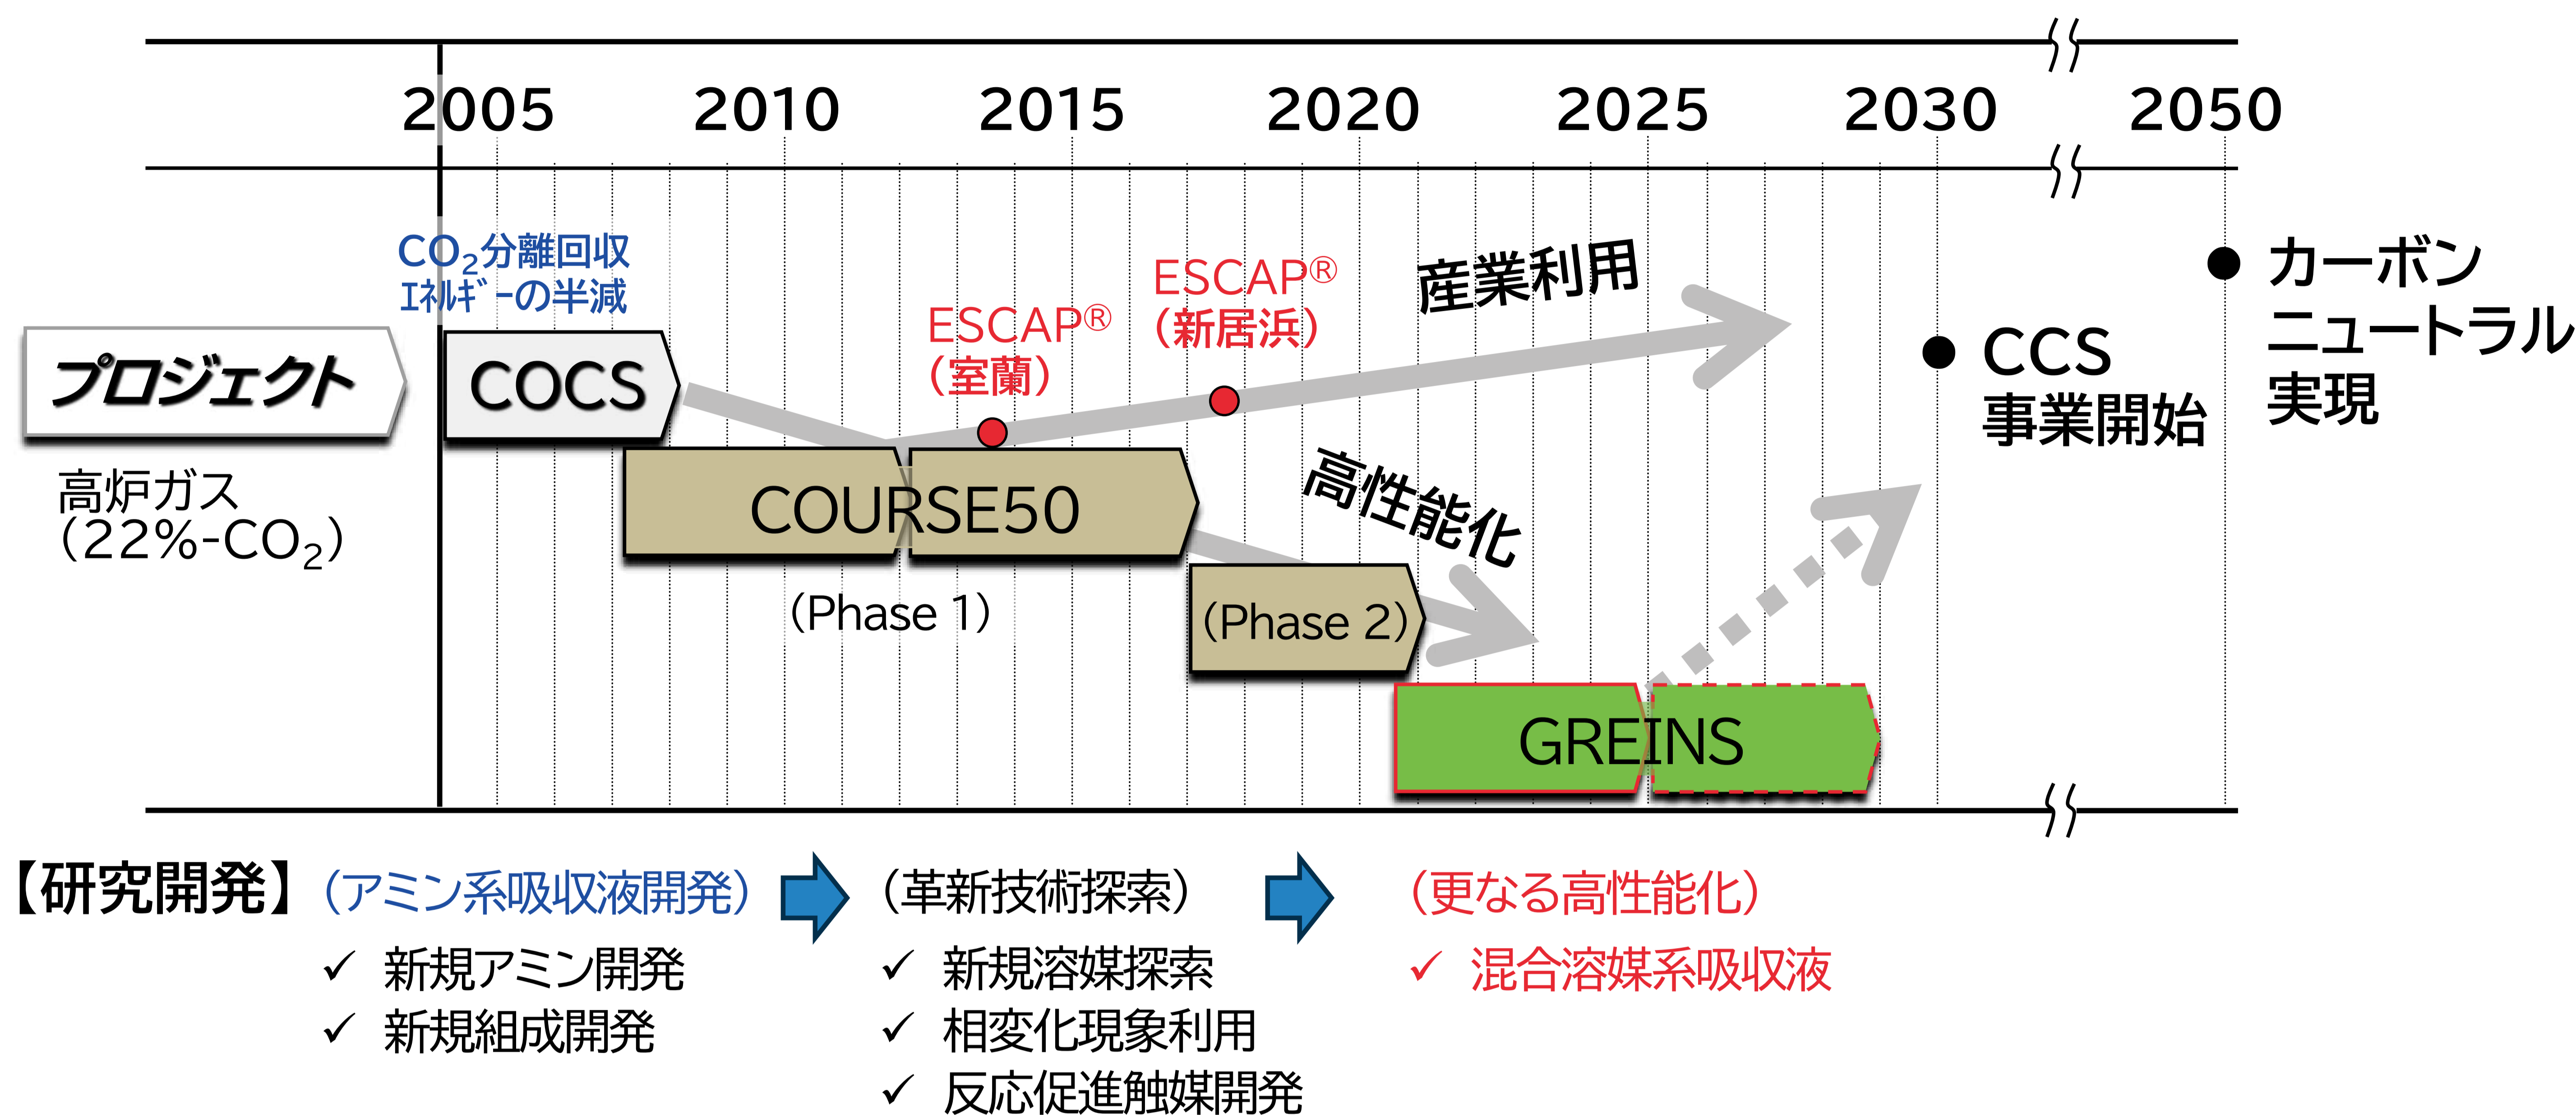 2005 2010 2015 2020 2025 2030 2050
CO₂分離回収
エネルギーの半減
プロジェクト
高炉ガス
（22%-CO₂）
COCS
ESCAP®
（室蘭）
ESCAP®
（新居浜）
産業利用
COURSE50
（Phase 1）
高性能化
（Phase 2）
GREINS
CCS
事業開始
カーボン
ニュートラル
実現
【研究開発】
（アミン系吸収液開発）
✓ 新規アミン開発
✓ 新規組成開発
（革新技術探索）
✓ 新規溶媒探索
✓ 相変化現象利用
✓ 反応促進触媒開発
（更なる高性能化）
✓ 混合溶媒系吸収液